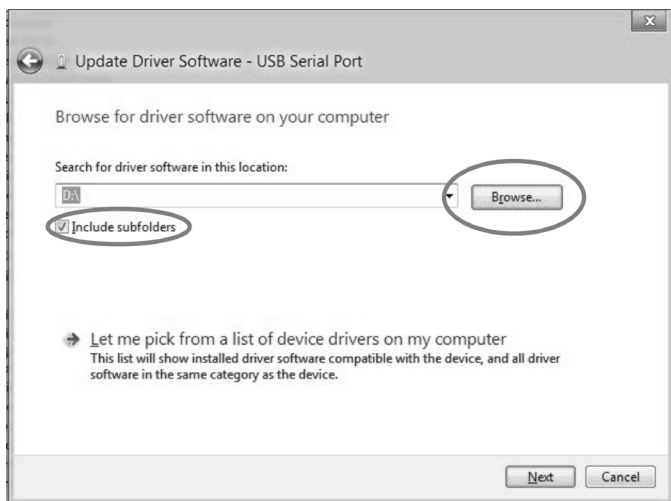 Update Driver Software - USB Serial Port
Browse for driver software on your computer
Search for driver software in this location:
D:\
Browse...
Include subfolders
Let me pick from a list of device drivers on my computer
This list will show installed driver software compatible with the device, and all driver
software in the same category as the device.
Next Cancel